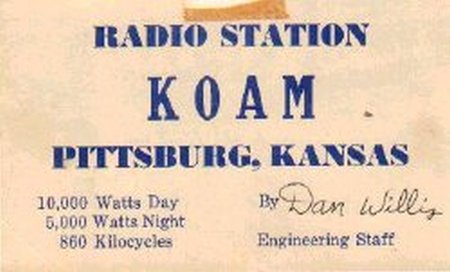 RADIO STATION
KOAM
PITTSBURG, KANSAS
10,000 Watts Day
5,000 Watts Night
860 Kilocycles
By Dan Willis
Engineering Staff